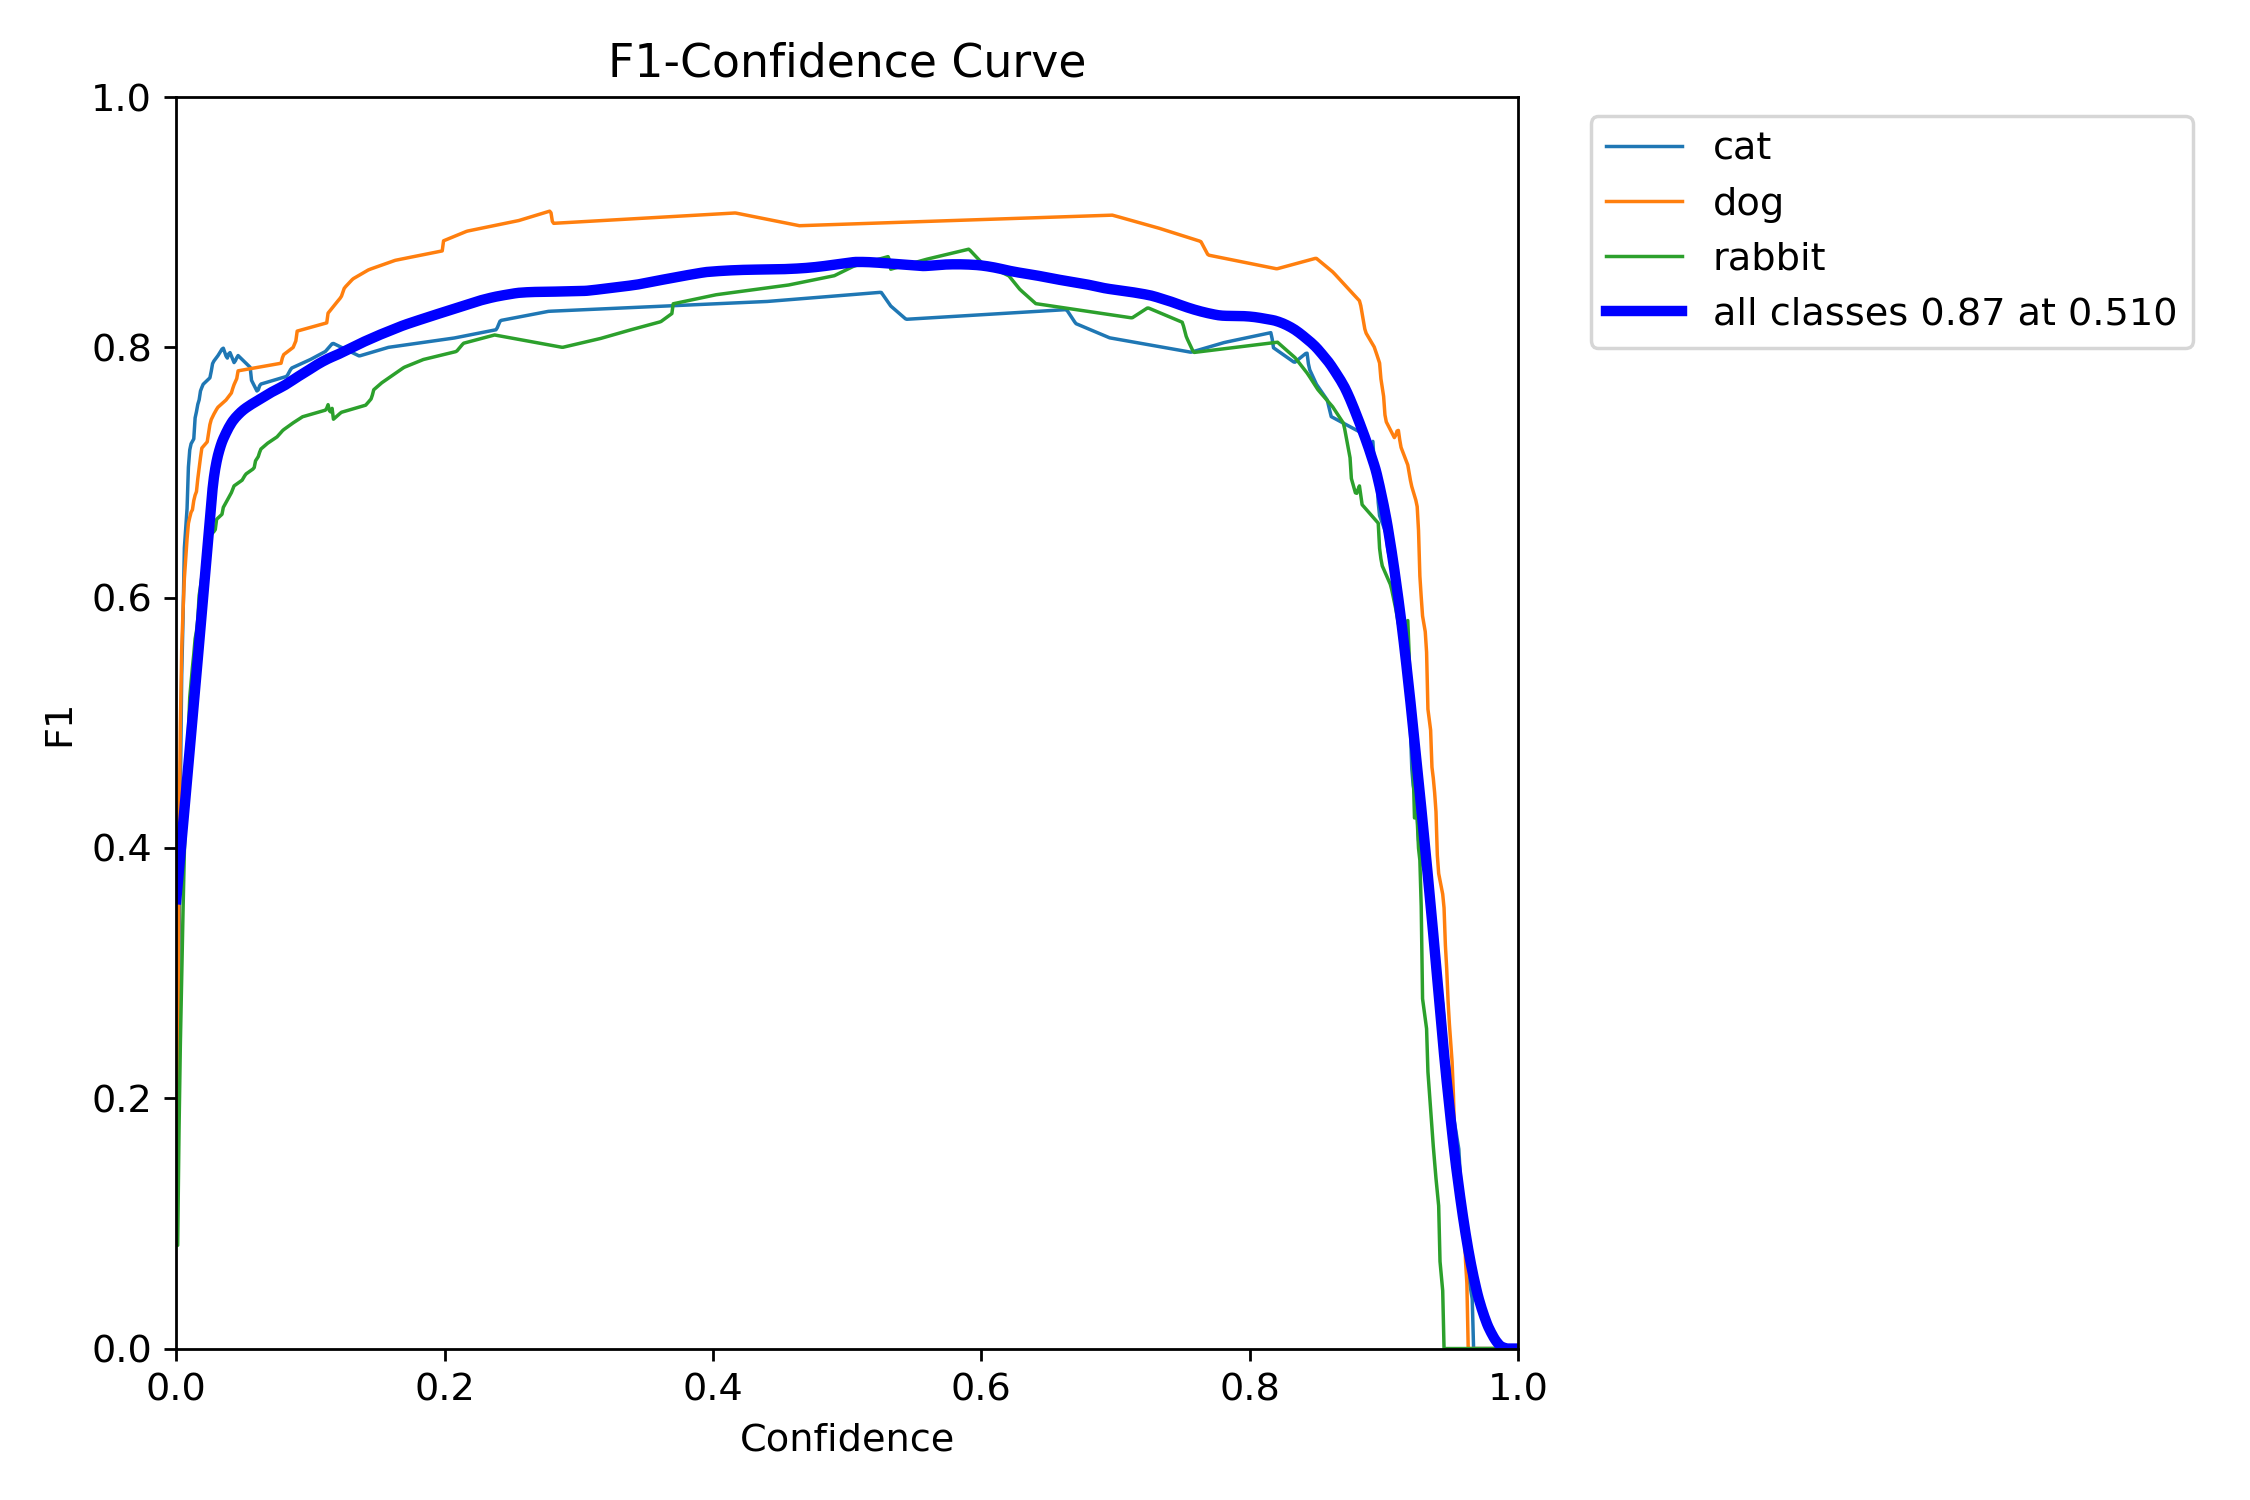 F1-Confidence Curve
1.0
0.8
0.6
0.4
0.2
0.0
F1
0.0 0.2 0.4 0.6 0.8 1.0
Confidence
cat
dog
rabbit
all classes 0.87 at 0.510